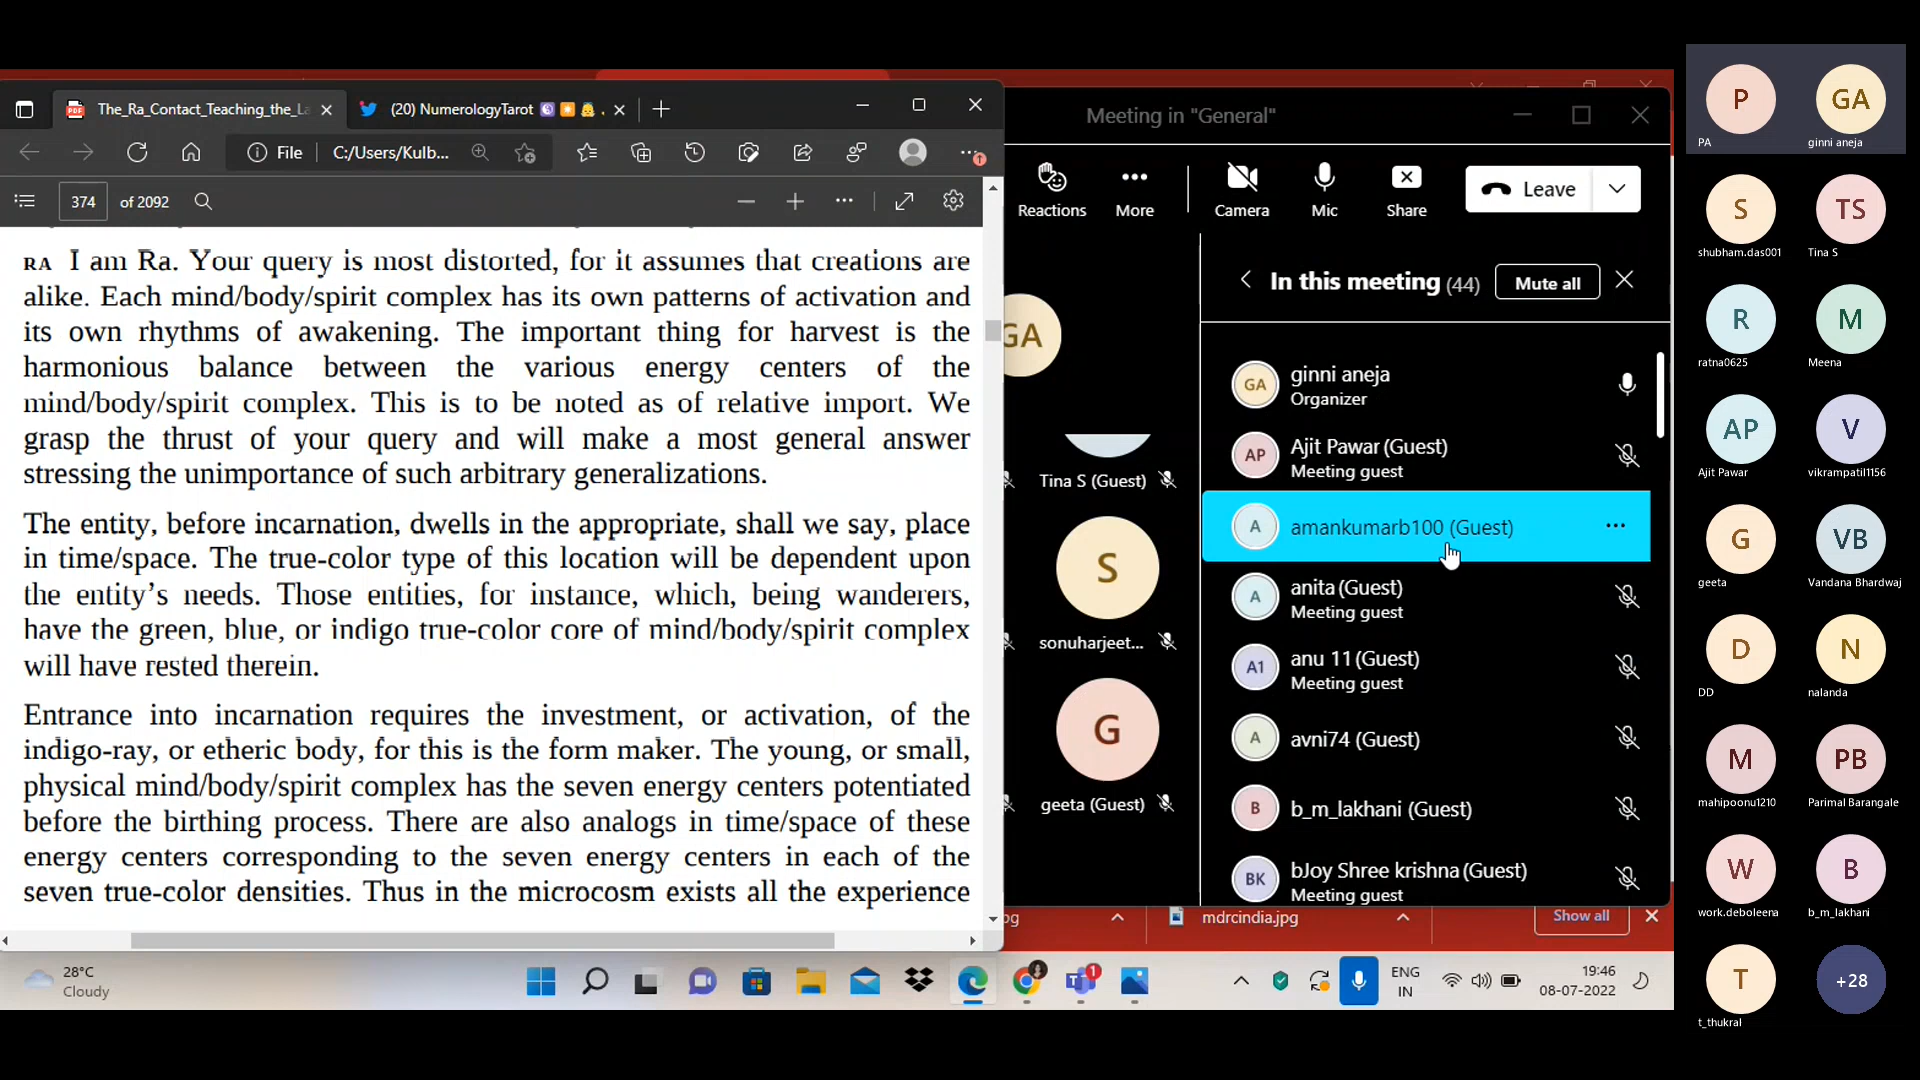 The_Ra_Contact_Teaching_the_La
(20) NumerologyTarot
File
C:/Users/Kulb...
374
of 2092
RA I am Ra. Your query is most distorted, for it assumes that creations are
alike. Each mind/body/spirit complex has its own patterns of activation and
its own rhythms of awakening. The important thing for harvest is the
harmonious balance between the various energy centers of the
mind/body/spirit complex. This is to be noted as of relative import. We
grasp the thrust of your query and will make a most general answer
stressing the unimportance of such arbitrary generalizations.
The entity, before incarnation, dwells in the appropriate, shall we say, place
in time/space. The true-color type of this location will be dependent upon
the entity’s needs. Those entities, for instance, which, being wanderers,
have the green, blue, or indigo true-color core of mind/body/spirit complex
will have rested therein.
Entrance into incarnation requires the investment, or activation, of the
indigo-ray, or etheric body, for this is the form maker. The young, or small,
physical mind/body/spirit complex has the seven energy centers potentiated
before the birthing process. There are also analogs in time/space of these
energy centers corresponding to the seven energy centers in each of the
seven true-color densities. Thus in the microcosm exists all the experience
Meeting in "General"
Reactions
More
Camera
Mic
Share
Leave
GA
Tina S (Guest)
S
sonuharjeet...
G
geeta (Guest)
In this meeting (44)
Mute all
GA
ginni aneja
Organizer
AP
Ajit Pawar (Guest)
Meeting guest
A
amankumarb100 (Guest)
A
anita (Guest)
Meeting guest
A1
anu 11 (Guest)
Meeting guest
A
avni74 (Guest)
B
b_m_lakhani (Guest)
BK
bJoy Shree krishna (Guest)
Meeting guest
pg
mdrcindia.jpg
Show all
28°C
Cloudy
1
ENG
IN
19:46
08-07-2022
P
PA
GA
ginni aneja
S
shubham.das001
TS
Tina S
R
ratna0625
M
Meena
AP
Ajit Pawar
V
vikrampatil1156
G
geeta
VB
Vandana Bhardwaj
D
DD
N
nalanda
M
mahipoonu1210
PB
Parimal Barangale
W
work.deboleena
B
b_m_lakhani
T
t_thukral
+28